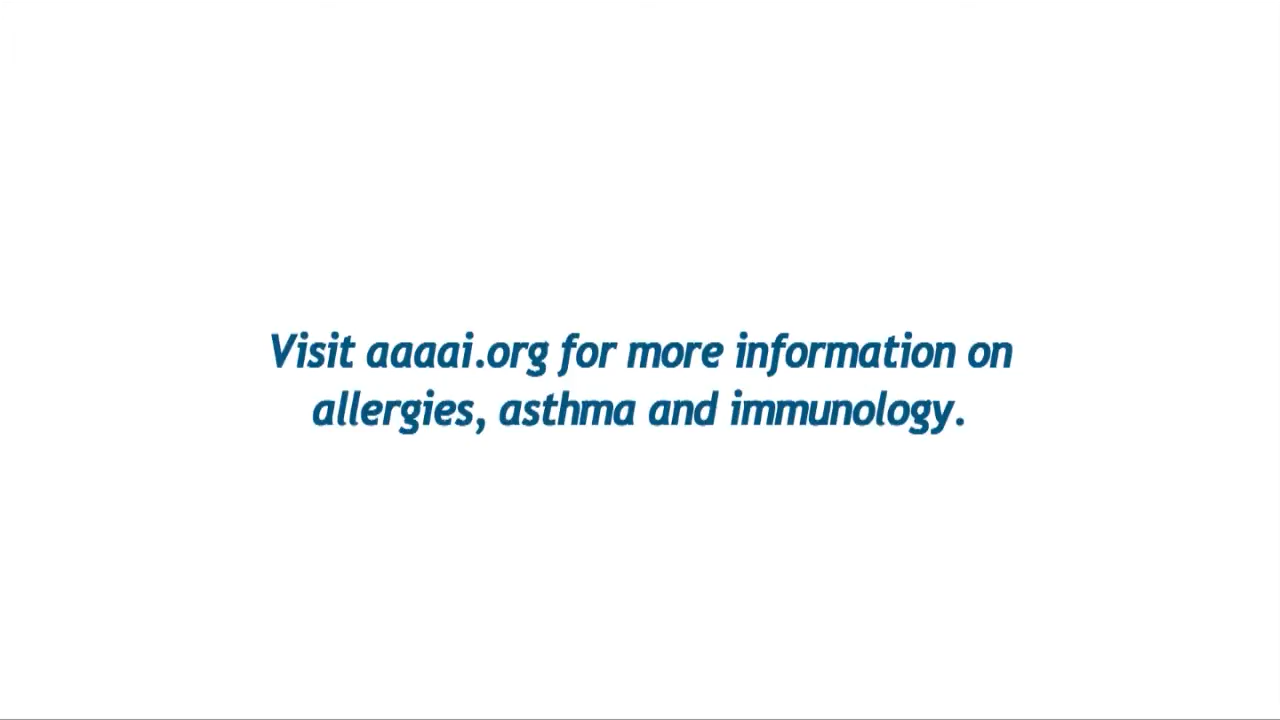 Visit aaaai.org for more information on
allergies, asthma and immunology.